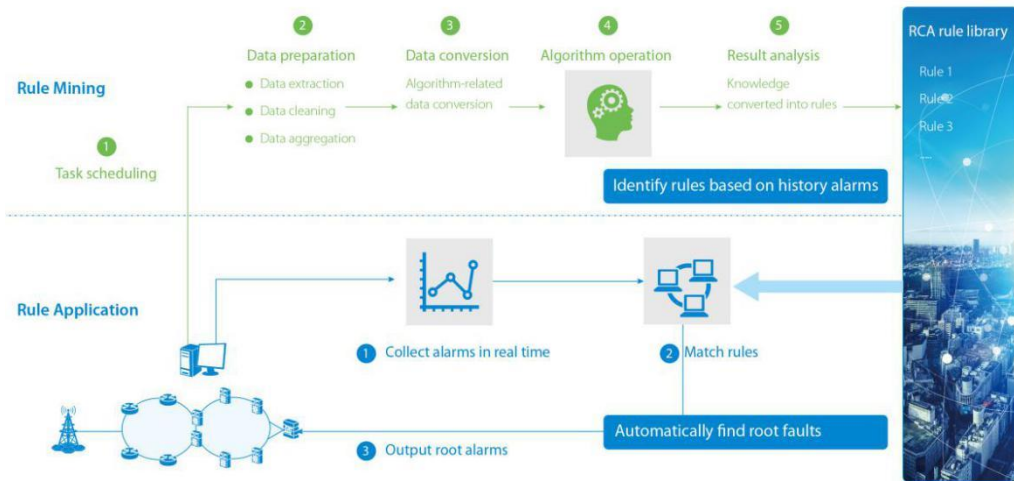 2
Data preparation
Data extraction
Data cleaning
Data aggregation
3
Data conversion
Algorithm-related
data conversion
4
Algorithm operation
5
Result analysis
Knowledge
converted into rules
RCA rule library
Rule 1
Rule 2
Rule 3
...
Rule Mining
1
Task scheduling
Identify rules based on history alarms
Rule Application
1 Collect alarms in real time
2 Match rules
Automatically find root faults
3 Output root alarms